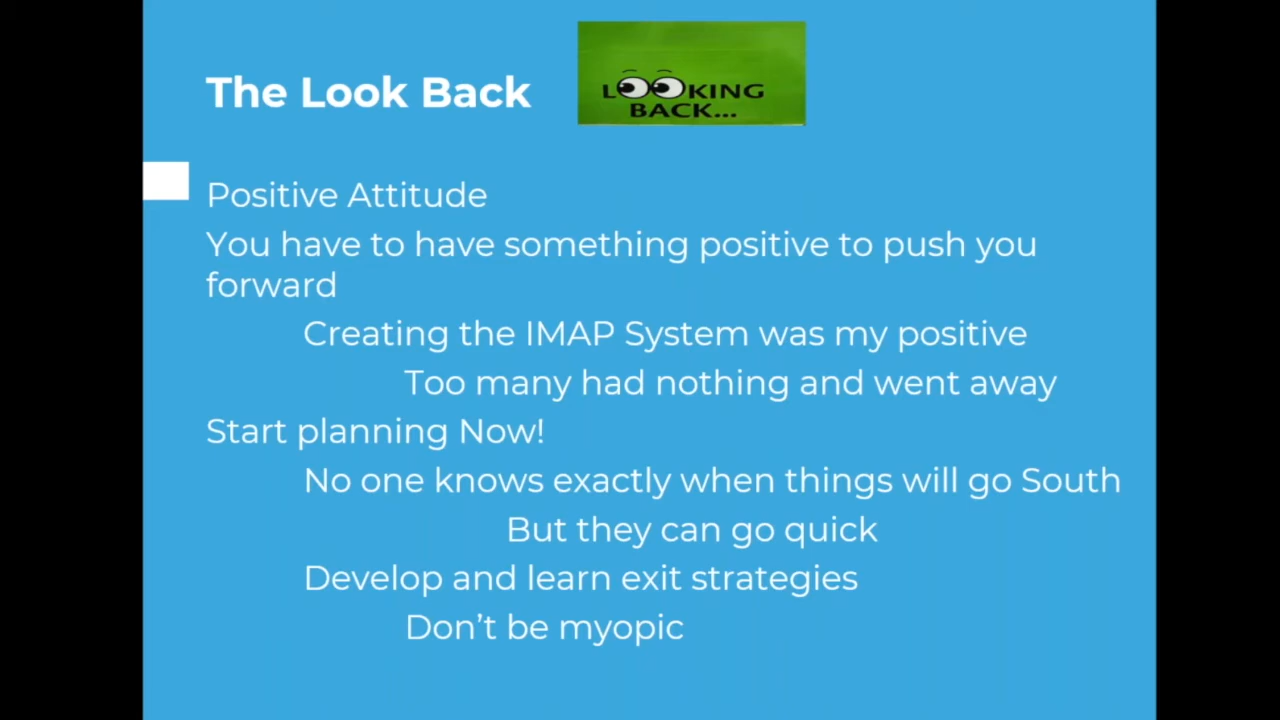 The Look Back
LOOKING
BACK...
Positive Attitude
You have to have something positive to push you
forward
Creating the IMAP System was my positive
Too many had nothing and went away
Start planning Now!
No one knows exactly when things will go South
But they can go quick
Develop and learn exit strategies
Don’t be myopic